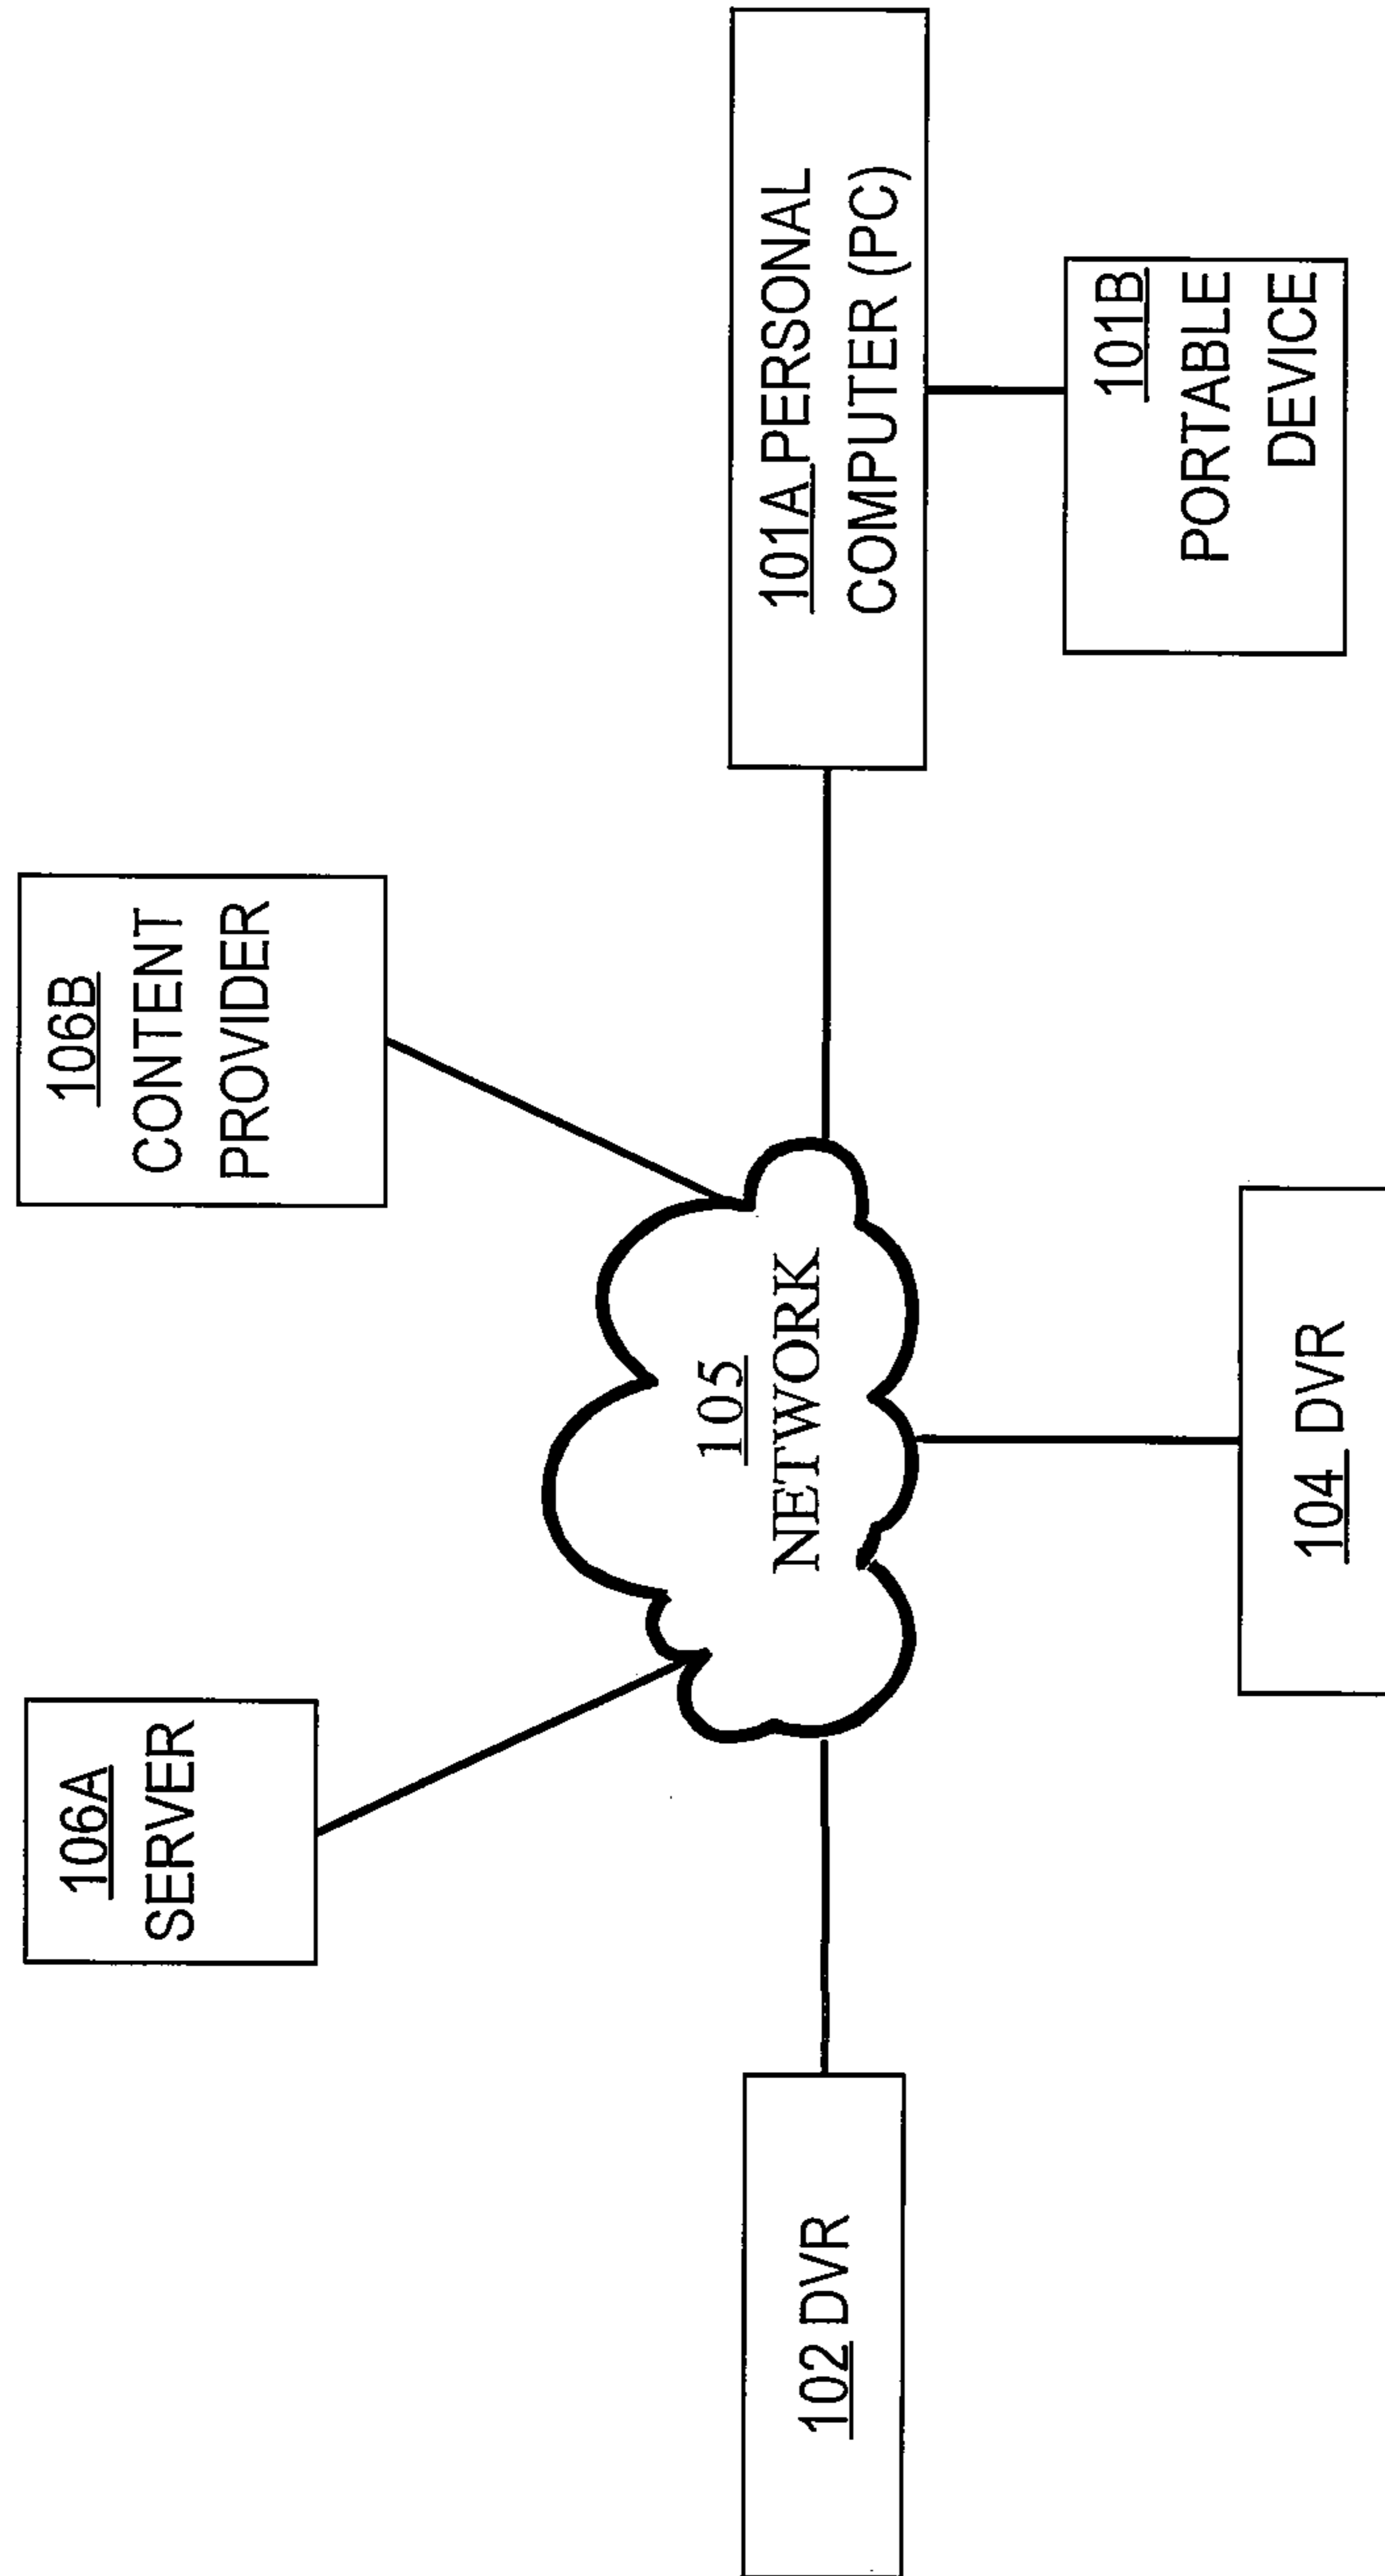 106A
SERVER
106B
CONTENT
PROVIDER
105
NETWORK
102 DVR
101A PERSONAL
COMPUTER (PC)
104 DVR
101B
PORTABLE
DEVICE